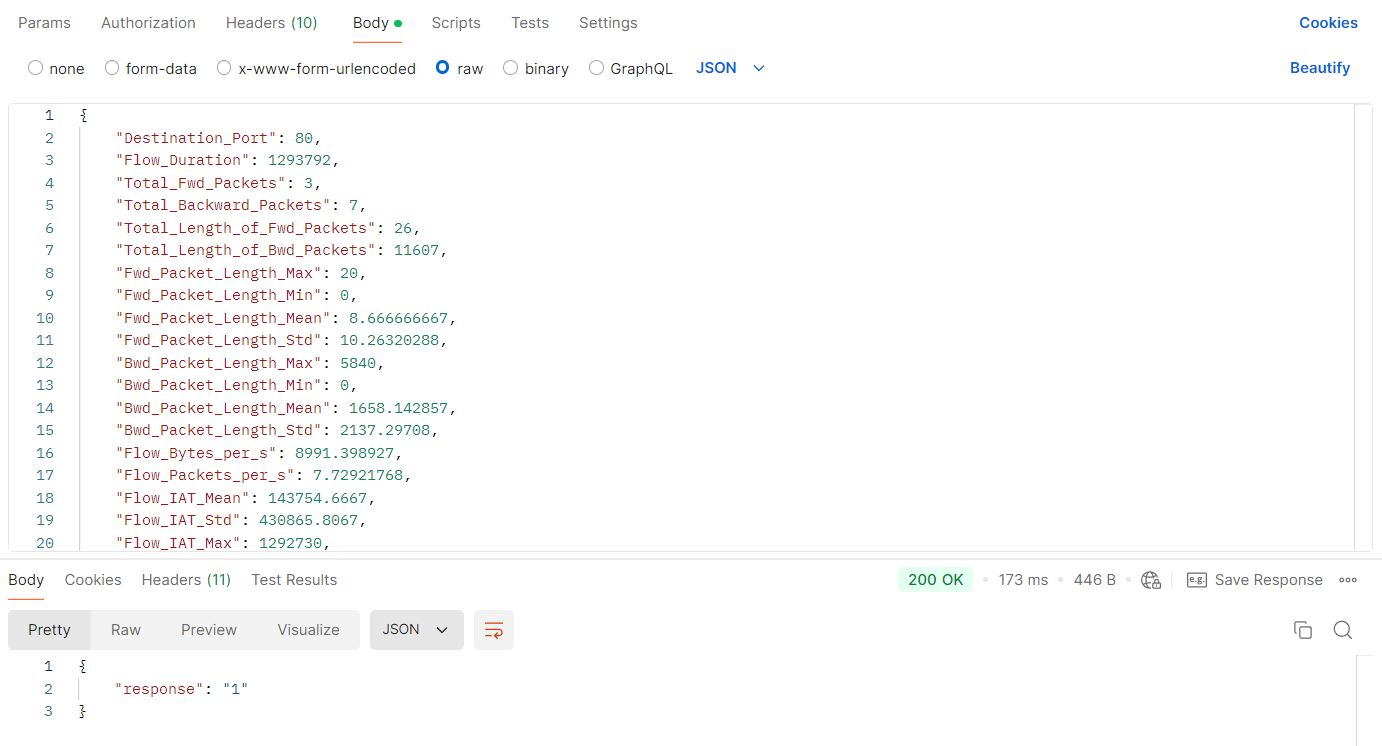 Params Authorization Headers (10) Body Scripts Tests Settings Cookies
none form-data x-www-form-urlencoded raw binary GraphQL JSON Beautify
1 {
2 "Destination_Port": 80,
3 "Flow_Duration": 1293792,
4 "Total_Fwd_Packets": 3,
5 "Total_Backward_Packets": 7,
6 "Total_Length_of_Fwd_Packets": 26,
7 "Total_Length_of_Bwd_Packets": 11607,
8 "Fwd_Packet_Length_Max": 20,
9 "Fwd_Packet_Length_Min": 0,
10 "Fwd_Packet_Length_Mean": 8.666666667,
11 "Fwd_Packet_Length_Std": 10.26320288,
12 "Bwd_Packet_Length_Max": 5840,
13 "Bwd_Packet_Length_Min": 0,
14 "Bwd_Packet_Length_Mean": 1658.142857,
15 "Bwd_Packet_Length_Std": 2137.29708,
16 "Flow_Bytes_per_s": 8991.398927,
17 "Flow_Packets_per_s": 7.72921768,
18 "Flow_IAT_Mean": 143754.6667,
19 "Flow_IAT_Std": 430865.8067,
20 "Flow_IAT_Max": 1292730,
Body Cookies Headers (11) Test Results 200 OK 173 ms 446 B e.g. Save Response
Pretty Raw Preview Visualize JSON
1 {
2 "response": "1"
3 }